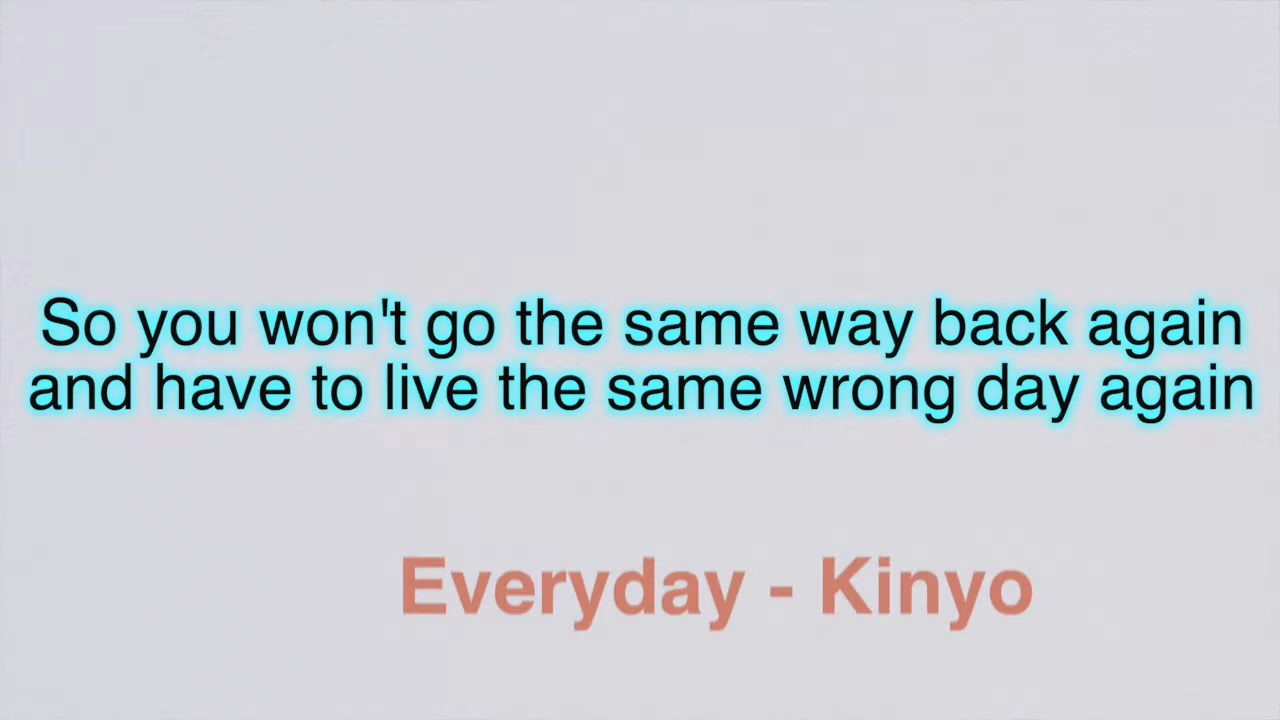 So you won't go the same way back again
and have to live the same wrong day again
Everyday - Kinyo